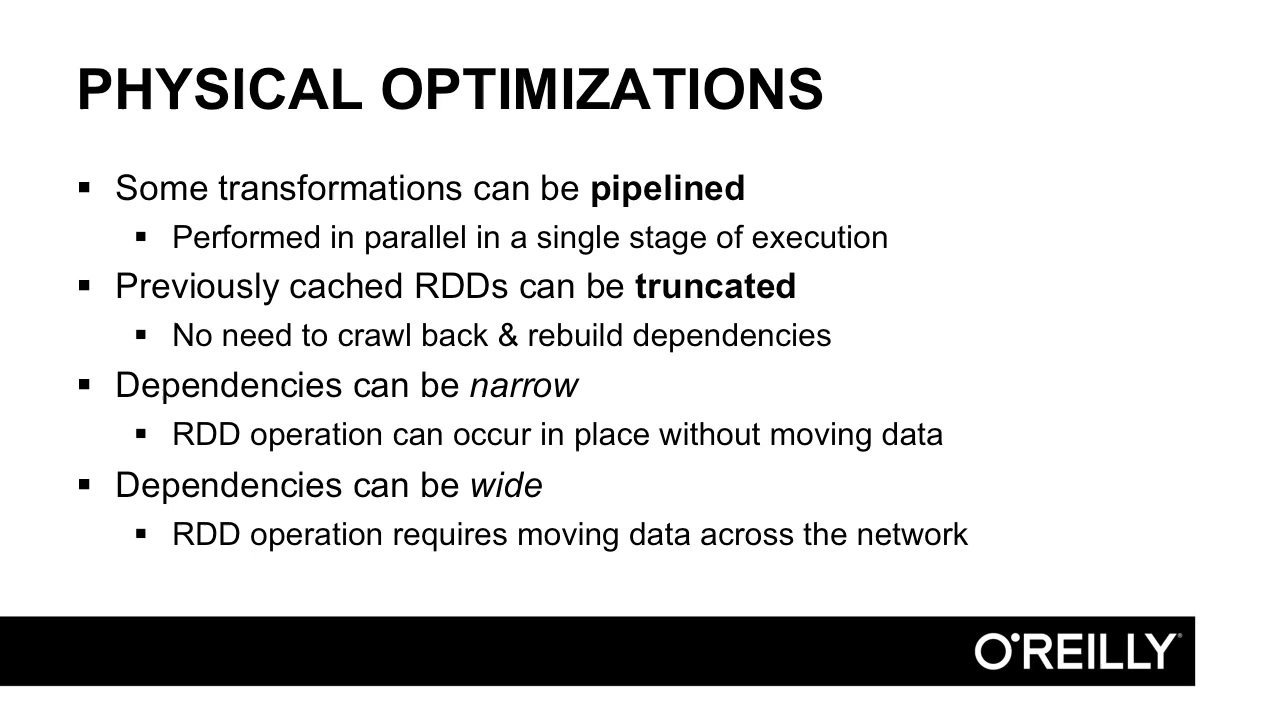 PHYSICAL OPTIMIZATIONS
▪ Some transformations can be pipelined
▪ Performed in parallel in a single stage of execution
▪ Previously cached RDDs can be truncated
▪ No need to crawl back & rebuild dependencies
▪ Dependencies can be narrow
▪ RDD operation can occur in place without moving data
▪ Dependencies can be wide
▪ RDD operation requires moving data across the network
O'REILLY®